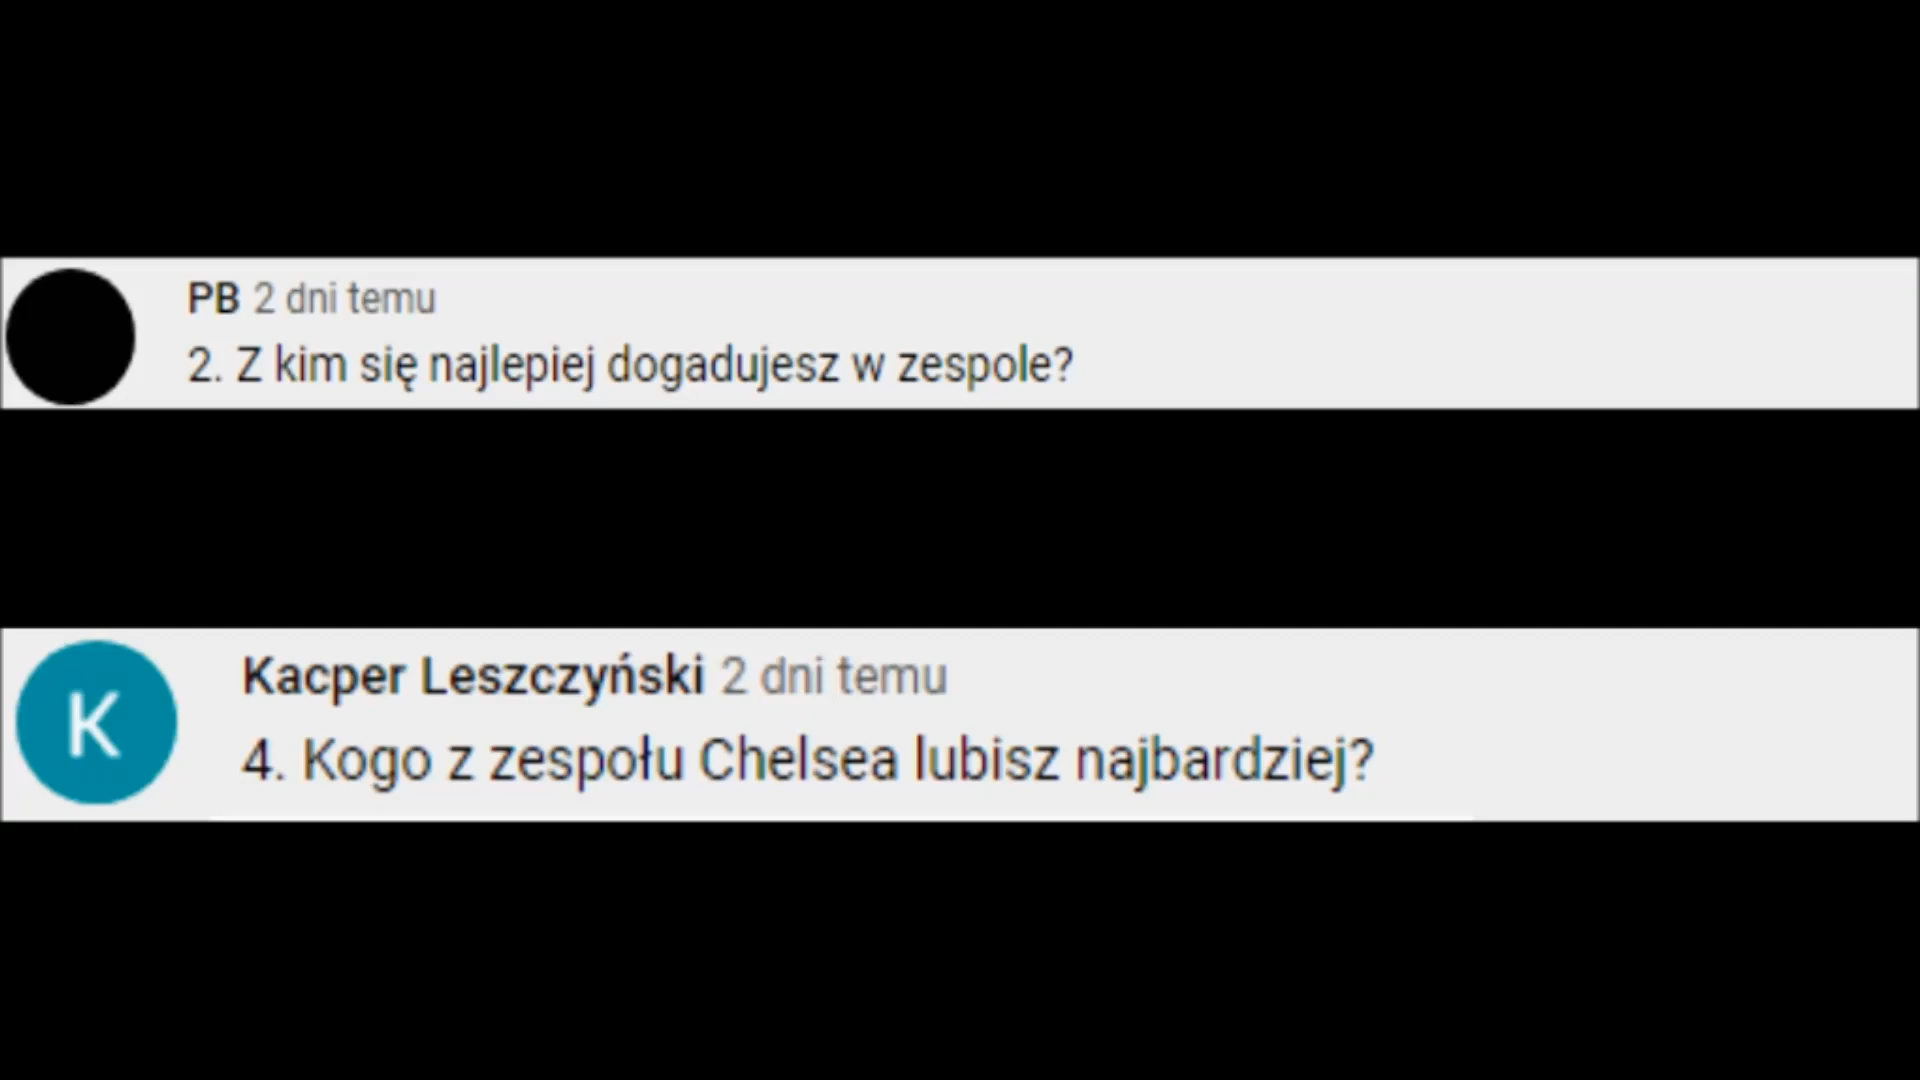 PB 2 dni temu
2. Z kim się najlepiej dogadujesz w zespole?
K
Kacper Leszczyński 2 dni temu
4. Kogo z zespołu Chelsea lubisz najbardziej?